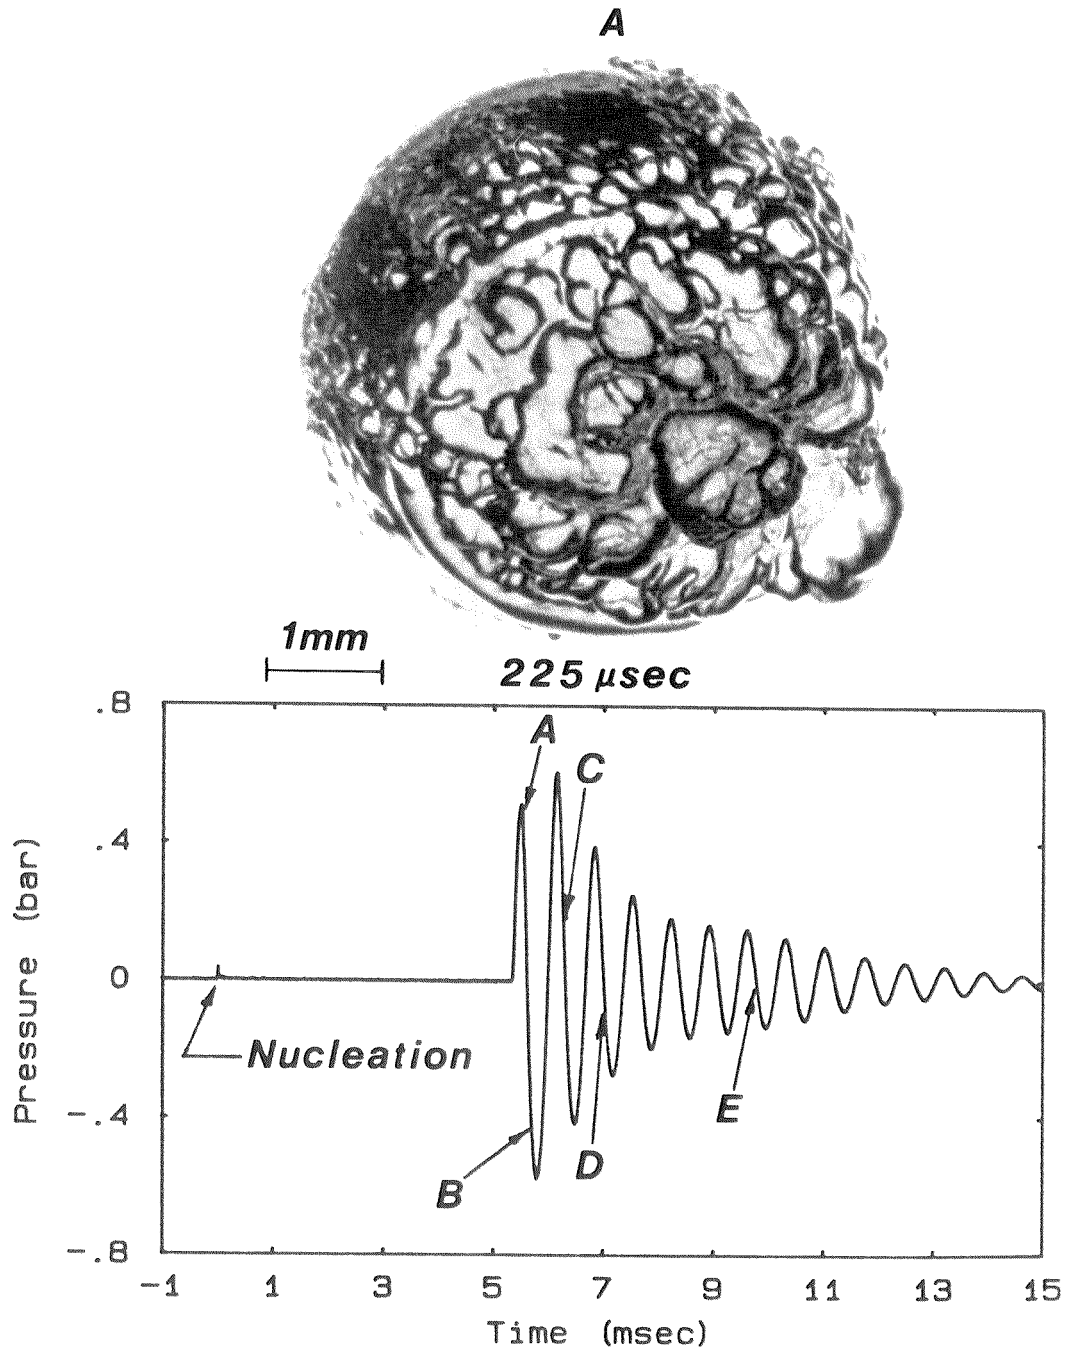 A
1mm
225 μsec
.8
.4
0
-.4
-.8
Pressure (bar)
A
C
Nucleation
B
D
E
-1 1 3 5 7 9 11 13 15
Time (msec)